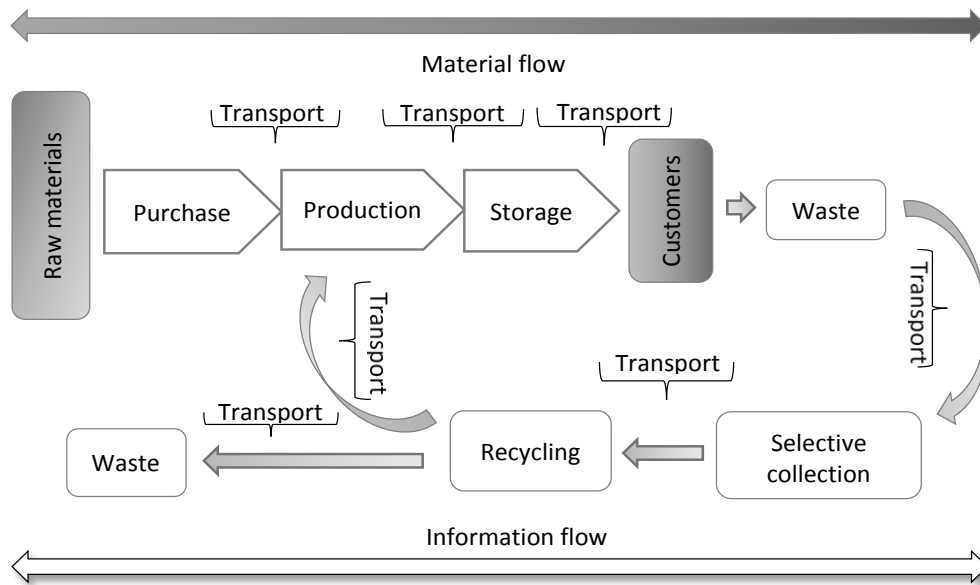 Material flow
Transport
Transport
Transport
Raw materials
Purchase
Production
Storage
Customers
Waste
Transport
Transport
Transport
Transport
Waste
Recycling
Selective
collection
Information flow